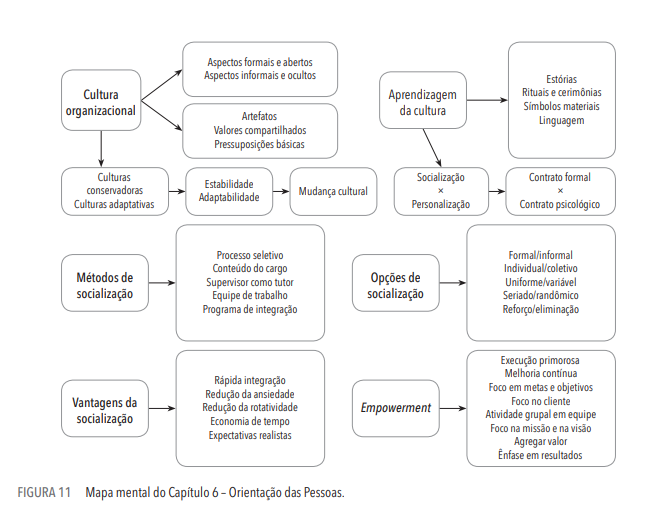 Cultura
organizacional
Aspectos formais e abertos
Aspectos informais e ocultos
Artefatos
Valores compartilhados
Pressuposições básicas
Culturas
conservadoras
Culturas adaptativas
Estabilidade
Adaptabilidade
Mudança cultural
Aprendizagem
da cultura
Estórias
Rituais e cerimônias
Símbolos materiais
Linguagem
Socialização
×
Personalização
Contrato formal
×
Contrato psicológico
Métodos de
socialização
Processo seletivo
Conteúdo do cargo
Supervisor como tutor
Equipe de trabalho
Programa de integração
Opções de
socialização
Formal/informal
Individual/coletivo
Uniforme/variável
Seriado/randômico
Reforço/eliminação
Vantagens da
socialização
Rápida integração
Redução da ansiedade
Redução da rotatividade
Economia de tempo
Expectativas realistas
Empowerment
Execução primorosa
Melhoria contínua
Foco em metas e objetivos
Foco no cliente
Atividade grupal em equipe
Foco na missão e na visão
Agregar valor
Ênfase em resultados
FIGURA 11 Mapa mental do Capítulo 6 – Orientação das Pessoas.